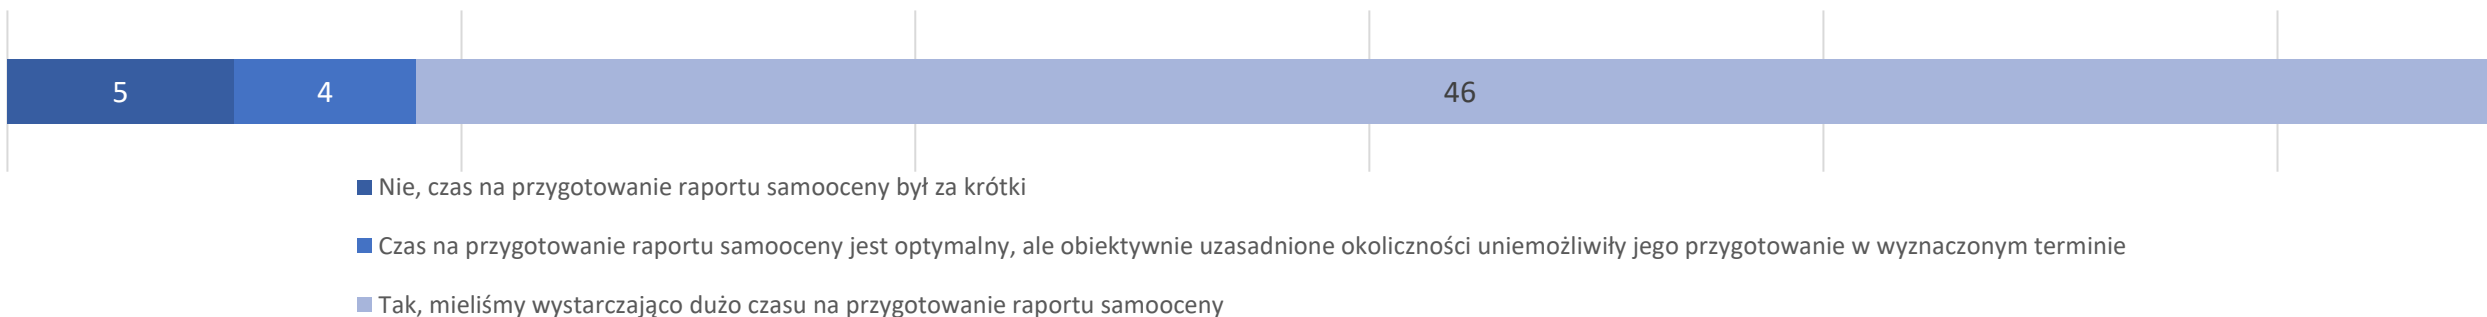 5 4 46
Nie, czas na przygotowanie raportu samooceny był za krótki
Czas na przygotowanie raportu samooceny jest optymalny, ale obiektywnie uzasadnione okoliczności uniemożliwiły jego przygotowanie w wyznaczonym terminie
Tak, mieliśmy wystarczająco dużo czasu na przygotowanie raportu samooceny